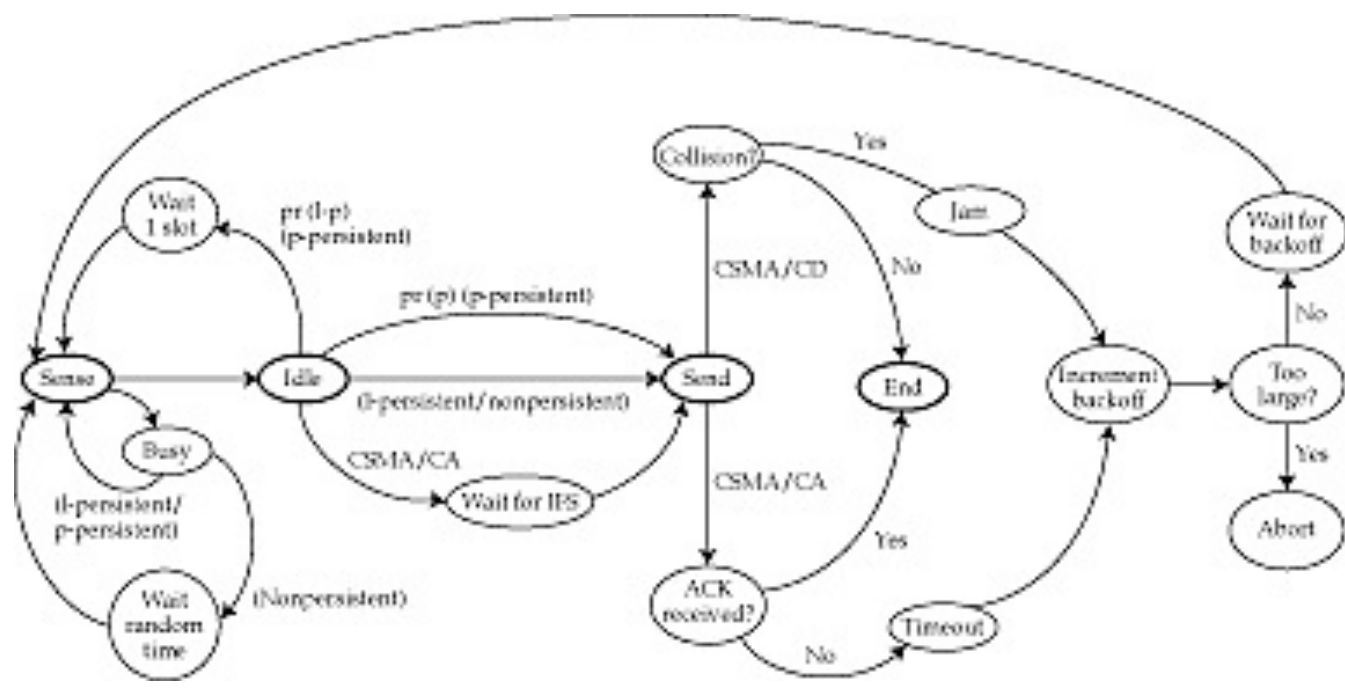 Collision?
Yes
Wait
1 slot
pr (1-p)
(p-persistent)
Jam
Wait for
backoff
CSMA/CD
No
pr (p) (p-persistent)
No
Sense
Idle
Send
End
Increment
backoff
Too
large?
(1-persistent/nonpersistent)
Busy
CSMA/CA
Yes
(1-persistent/
p-persistent)
Wait for IFS
CSMA/CA
Abort
Yes
Wait
random
time
(Nonpersistent)
ACK
received?
Timeout
No